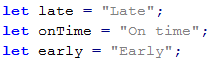 let late = "Late";
let onTime = "On time";
let early = "Early";